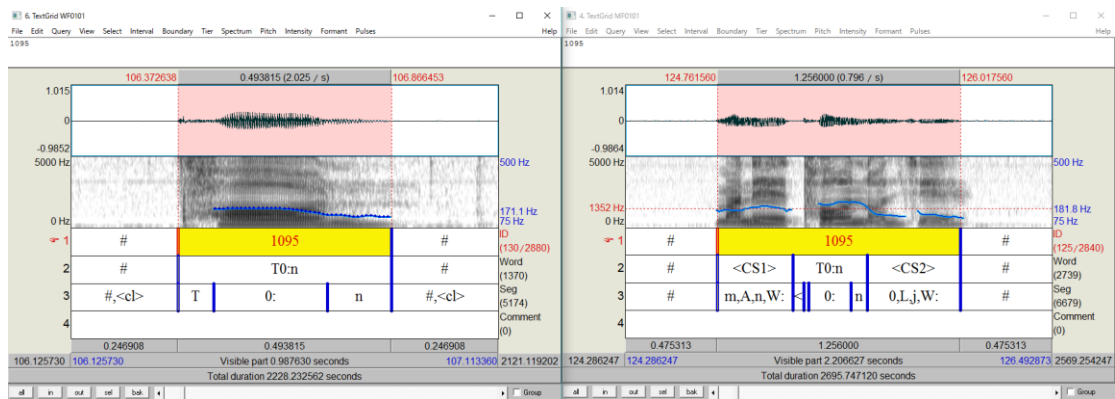 6. TextGrid WF0101
File Edit Query View Select Interval Boundary Tier Spectrum Pitch Intensity Formant Pulses Help
1095
106.372638 0.493815 (2.025 / s) 106.866453
1.015
0
-0.9852
5000 Hz 500 Hz
171.1 Hz
0 Hz 75 Hz
1 # 1095 # ID (130/2880)
2 # T0:n # Word (1370)
3 #,<cl> T 0: n #,<cl> Seg (5174)
4 Comment (0)
0.246908 0.493815 0.246908
106.125730 106.125730 Visible part 0.987630 seconds 107.113360 2121.119202
Total duration 2228.232562 seconds
all in out sel bak Group
4. TextGrid MF0101
File Edit Query View Select Interval Boundary Tier Spectrum Pitch Intensity Formant Pulses Help
1095
124.761560 1.256000 (0.796 / s) 126.017560
1.014
0
-0.9864
5000 Hz 500 Hz
1352 Hz 181.8 Hz
0 Hz 75 Hz
1 # 1095 # ID (125/2840)
2 # <CS1> T0:n <CS2> # Word (2739)
3 # m,A,n,W: < 0: n 0,L,j,W: # Seg (6679)
4 Comment (0)
0.475313 1.256000 0.475313
124.286247 124.286247 Visible part 2.206627 seconds 126.492873 2569.254247
Total duration 2695.747120 seconds
all in out sel bak Group